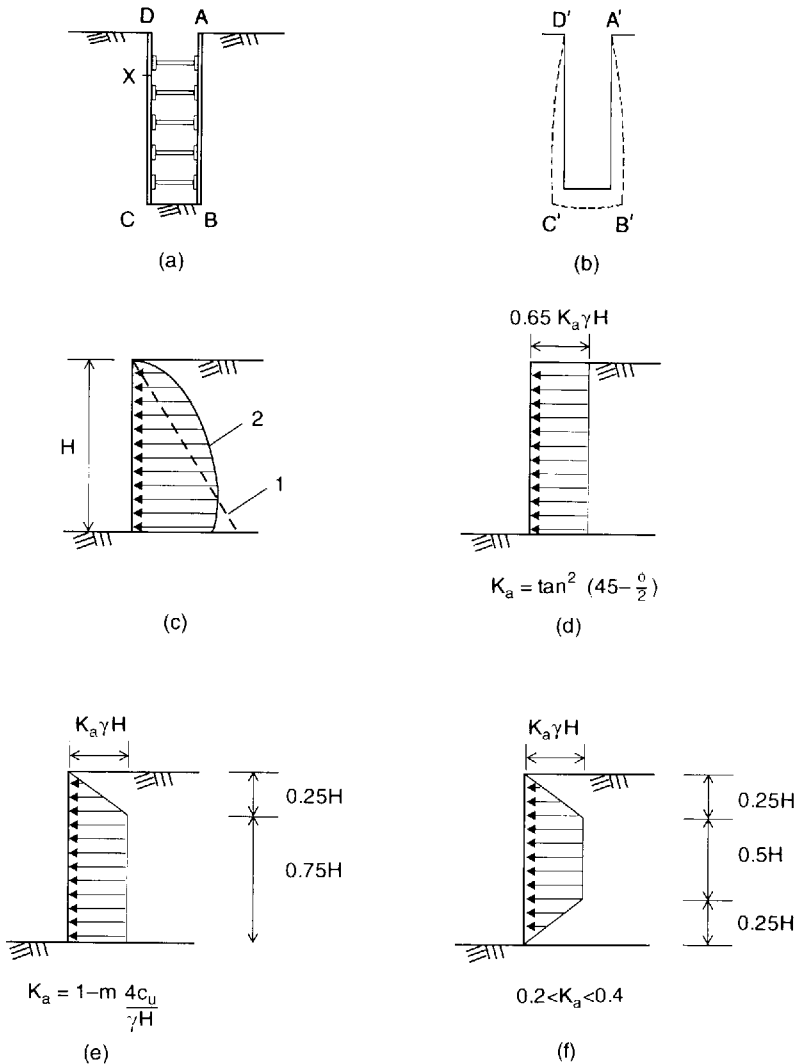 D A
X
C B
(a)
D′ A′
C′ B′
(b)
H
2
1
(c)
0.65 KₐγH
Kₐ = tan² (45–ϕ/2)
(d)
KₐγH
0.25H
0.75H
Kₐ = 1–m 4cᵤ/γH
(e)
KₐγH
0.25H
0.5H
0.25H
0.2<Kₐ<0.4
(f)